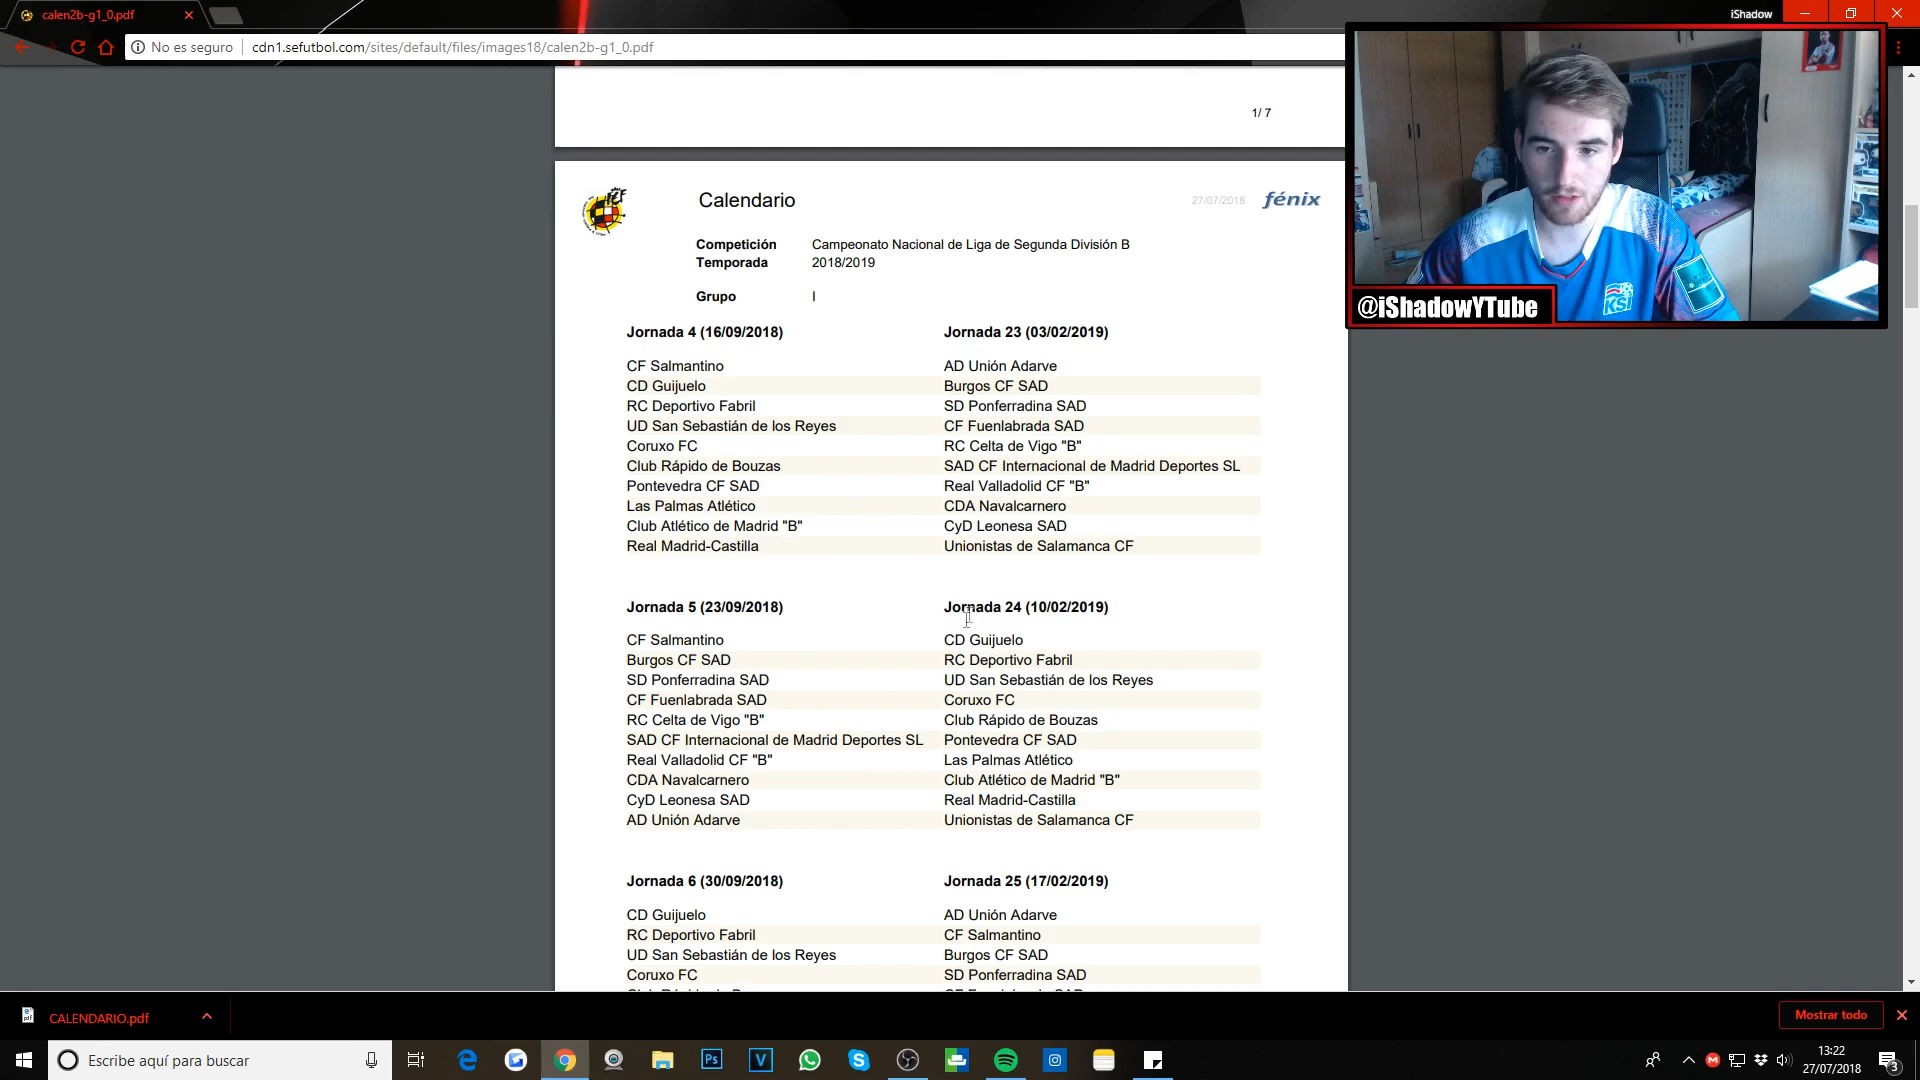 calen2b-g1_0.pdf
iShadow
No es seguro
cdn1.sefutbol.com/sites/default/files/images18/calen2b-g1_0.pdf
1/ 7
Calendario
27/07/2018
fénix
Competición Campeonato Nacional de Liga de Segunda División B
Temporada 2018/2019
Grupo I
@iShadowYTube
Jornada 4 (16/09/2018) Jornada 23 (03/02/2019)
CF Salmantino AD Unión Adarve
CD Guijuelo Burgos CF SAD
RC Deportivo Fabril SD Ponferradina SAD
UD San Sebastián de los Reyes CF Fuenlabrada SAD
Coruxo FC RC Celta de Vigo "B"
Club Rápido de Bouzas SAD CF Internacional de Madrid Deportes SL
Pontevedra CF SAD Real Valladolid CF "B"
Las Palmas Atlético CDA Navalcarnero
Club Atlético de Madrid "B" CyD Leonesa SAD
Real Madrid-Castilla Unionistas de Salamanca CF
Jornada 5 (23/09/2018) Jornada 24 (10/02/2019)
CF Salmantino CD Guijuelo
Burgos CF SAD RC Deportivo Fabril
SD Ponferradina SAD UD San Sebastián de los Reyes
CF Fuenlabrada SAD Coruxo FC
RC Celta de Vigo "B" Club Rápido de Bouzas
SAD CF Internacional de Madrid Deportes SL Pontevedra CF SAD
Real Valladolid CF "B" Las Palmas Atlético
CDA Navalcarnero Club Atlético de Madrid "B"
CyD Leonesa SAD Real Madrid-Castilla
AD Unión Adarve Unionistas de Salamanca CF
Jornada 6 (30/09/2018) Jornada 25 (17/02/2019)
CD Guijuelo AD Unión Adarve
RC Deportivo Fabril CF Salmantino
UD San Sebastián de los Reyes Burgos CF SAD
Coruxo FC SD Ponferradina SAD
CALENDARIO.pdf
Mostrar todo
Escribe aquí para buscar
13:22
27/07/2018
3